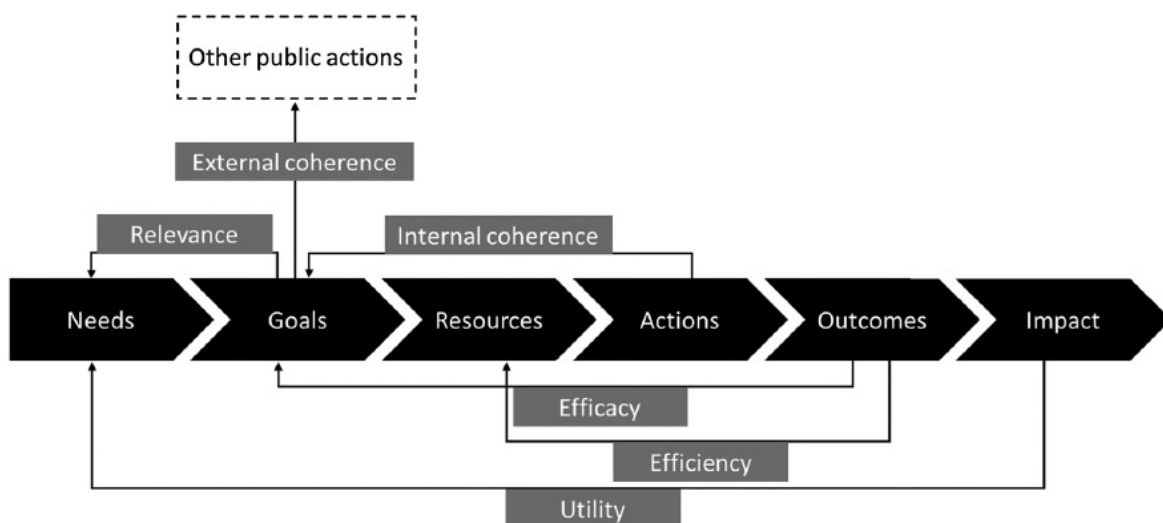 Other public actions
External coherence
Relevance
Internal coherence
Needs
Goals
Resources
Actions
Outcomes
Impact
Efficacy
Efficiency
Utility